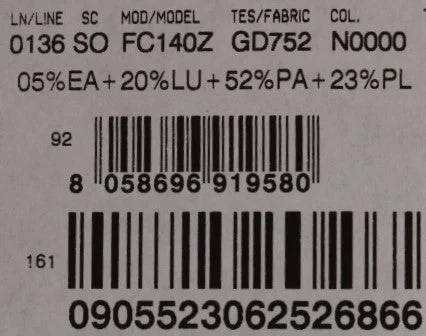 LN/LINE SC MOD/MODEL TES/FABRIC COL.
0136 SO FC140Z GD752 N0000
05%EA+20%LU+52%PA+23%PL
92
8 058696 919580
161
0905523062526866